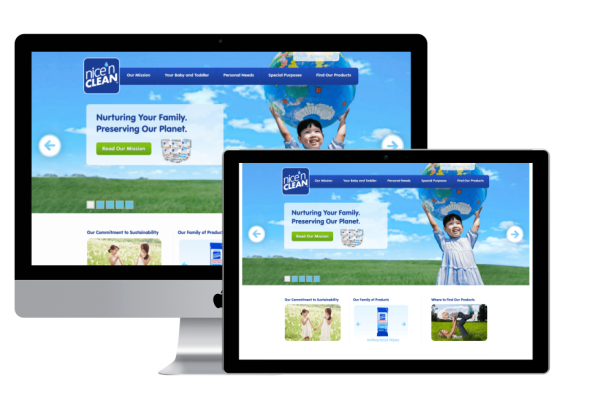 nice'n
CLEAN
Our Mission
Your Baby and Toddler
Personal Needs
Special Purposes
Find Our Products
Nurturing Your Family.
Preserving Our Planet.
Read Our Mission
Our Commitment to Sustainability
Our Family of Produc
nice'n
CLEAN
Our Mission
Your Baby and Toddler
Personal Needs
Special Purposes
Find Our Products
Nurturing Your Family.
Preserving Our Planet.
Read Our Mission
Our Commitment to Sustainability
Our Family of Products
Where to Find Our Products